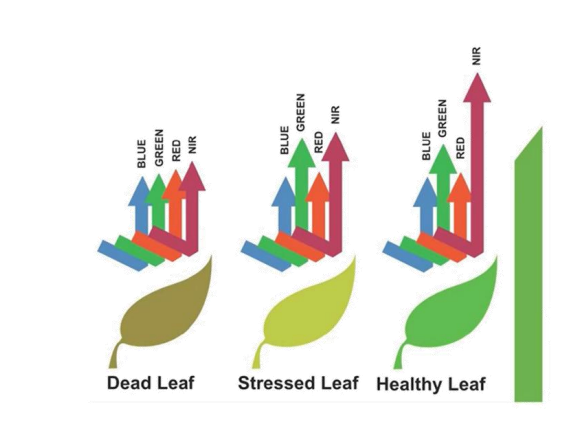 BLUE
GREEN
RED
NIR
BLUE
GREEN
RED
NIR
BLUE
GREEN
RED
NIR
Dead Leaf
Stressed Leaf
Healthy Leaf